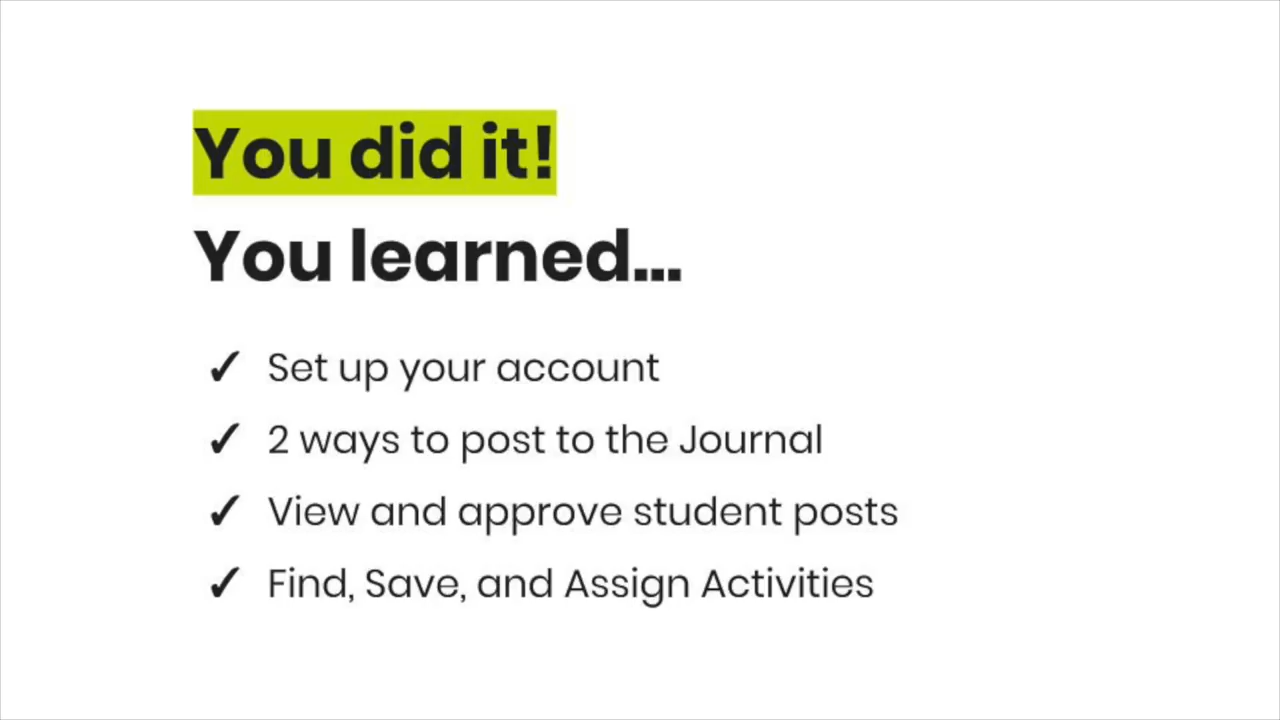 You did it!
You learned...
✓ Set up your account
✓ 2 ways to post to the Journal
✓ View and approve student posts
✓ Find, Save, and Assign Activities